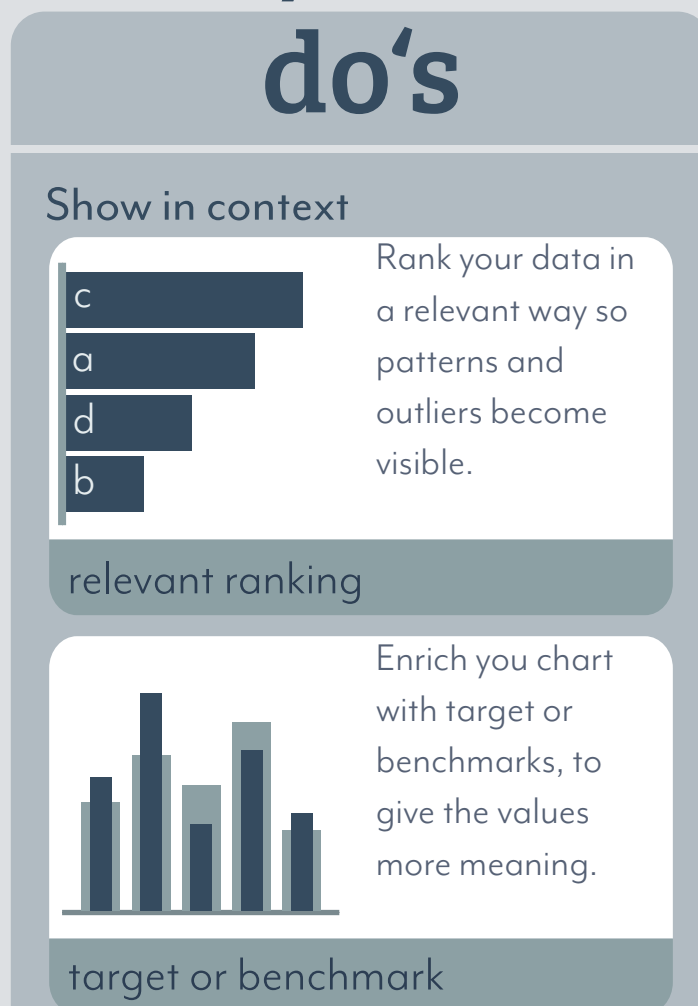 do‘s
Show in context
c
a
d
b
Rank your data in
a relevant way so
patterns and
outliers become
visible.
relevant ranking
Enrich you chart
with target or
benchmarks, to
give the values
more meaning.
target or benchmark